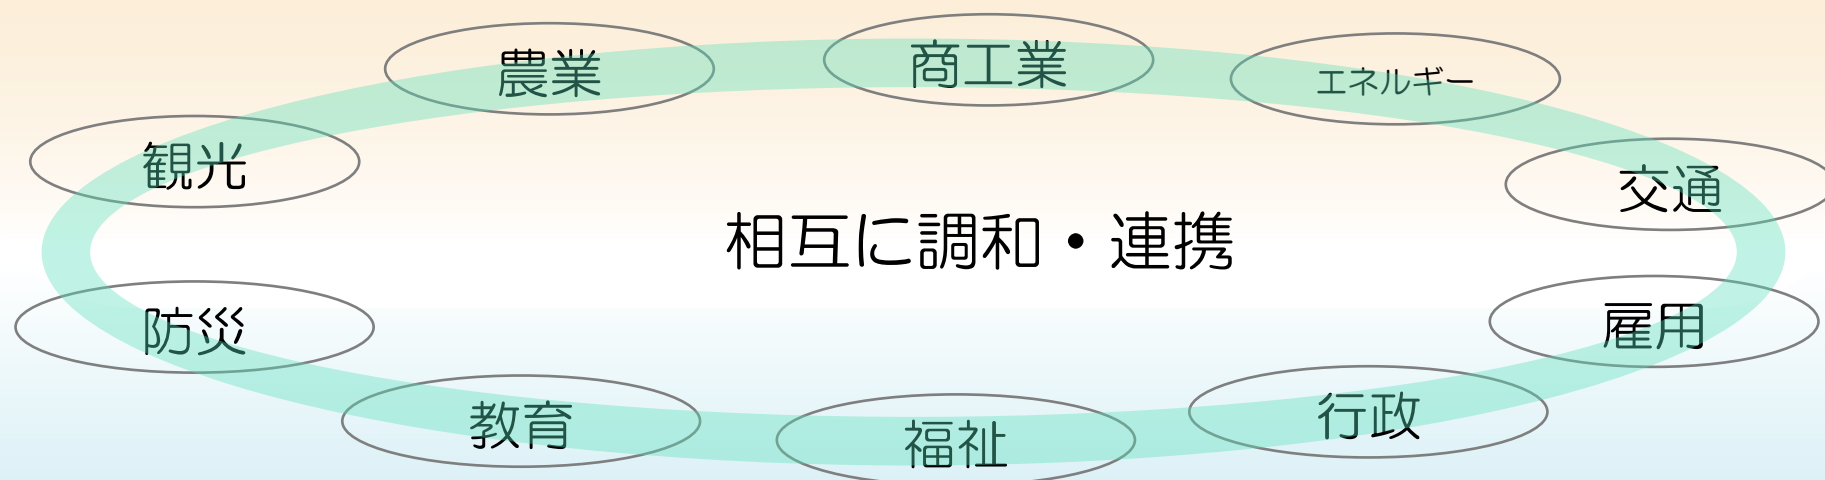 農業
商工業
エネルギー
観光
交通
相互に調和・連携
防災
雇用
教育
福祉
行政